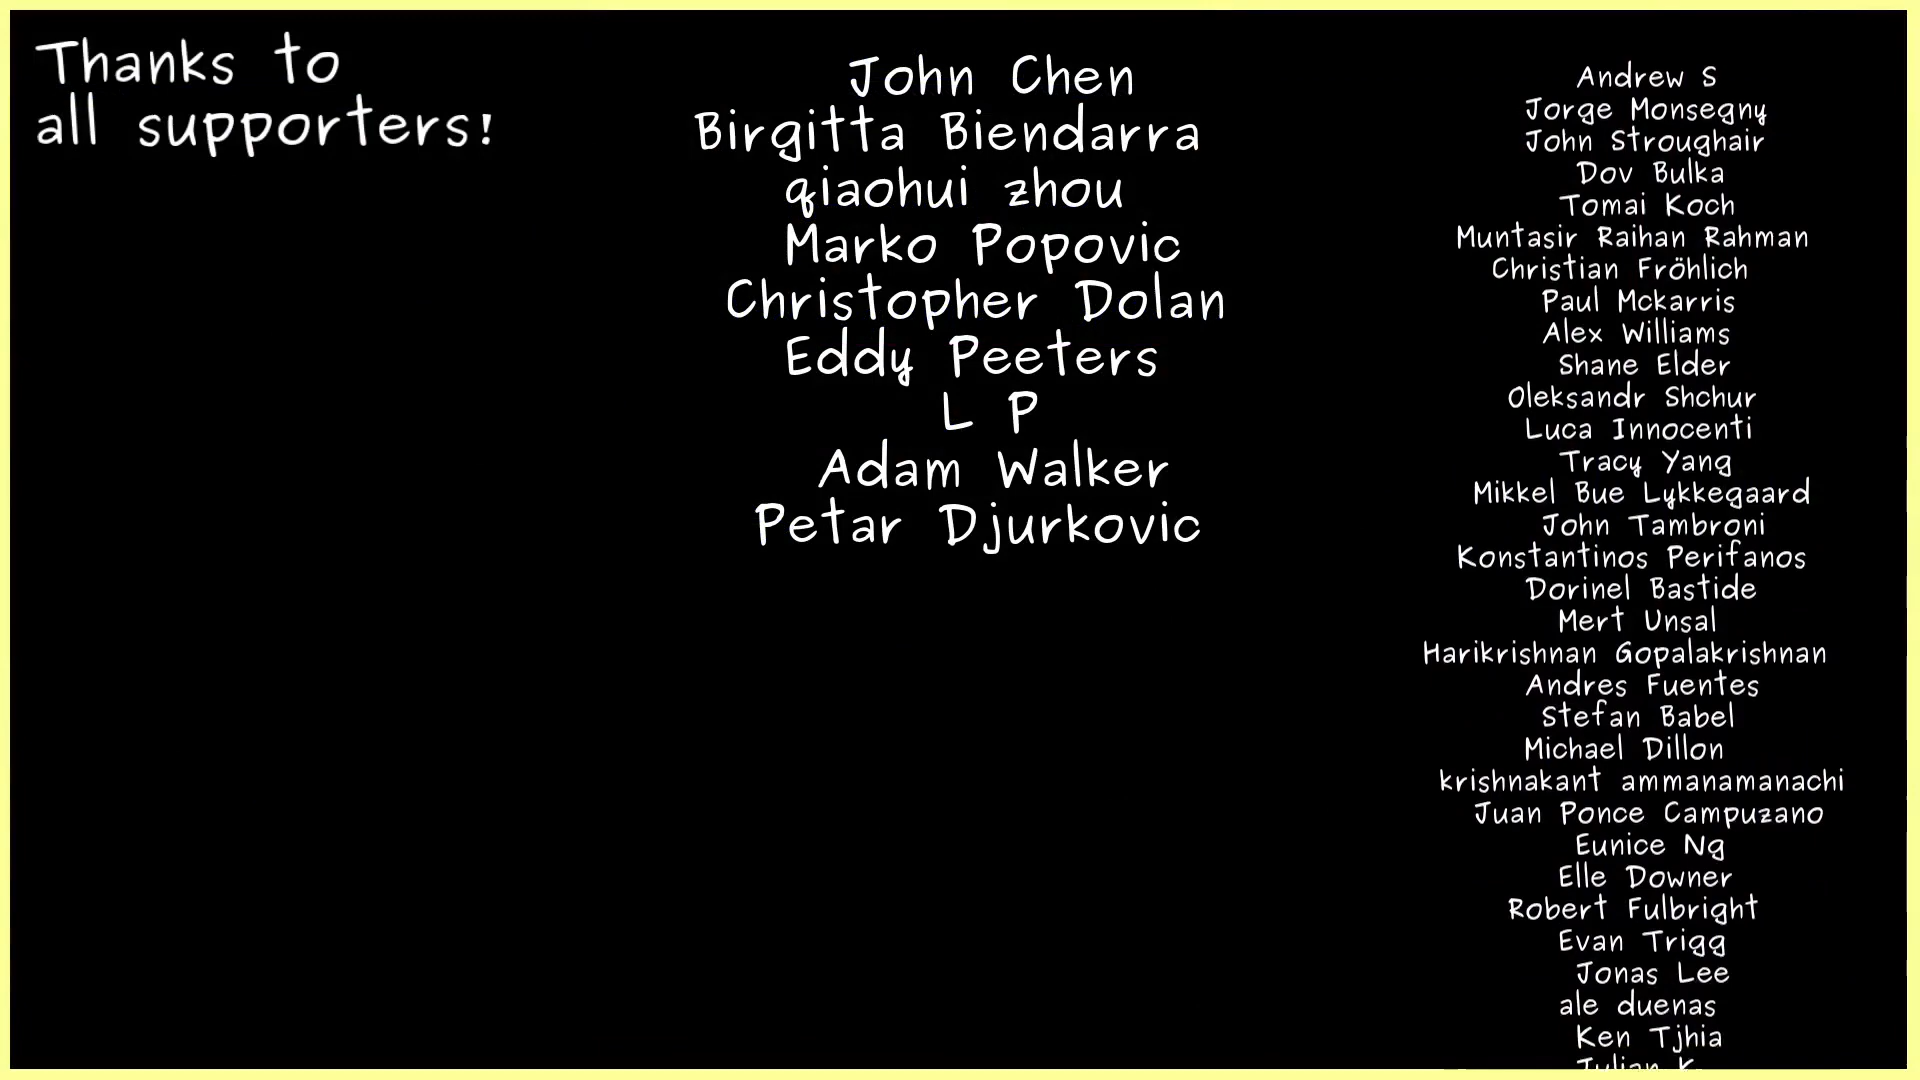 Thanks to
all supporters!
John Chen
Birgitta Biendarra
qiaohui zhou
Marko Popovic
Christopher Dolan
Eddy Peeters
L P
Adam Walker
Petar Djurkovic
Andrew S
Jorge Monsegny
John Stroughair
Dov Bulka
Tomai Koch
Muntasir Raihan Rahman
Christian Fröhlich
Paul Mckarris
Alex Williams
Shane Elder
Oleksandr Shchur
Luca Innocenti
Tracy Yang
Mikkel Bue Lykkegaard
John Tambroni
Konstantinos Perifanos
Dorinel Bastide
Mert Unsal
Harikrishnan Gopalakrishnan
Andres Fuentes
Stefan Babel
Michael Dillon
krishnakant ammanamanachi
Juan Ponce Campuzano
Eunice Ng
Elle Downer
Robert Fulbright
Evan Trigg
Jonas Lee
ale duenas
Ken Tjhia
Julian K